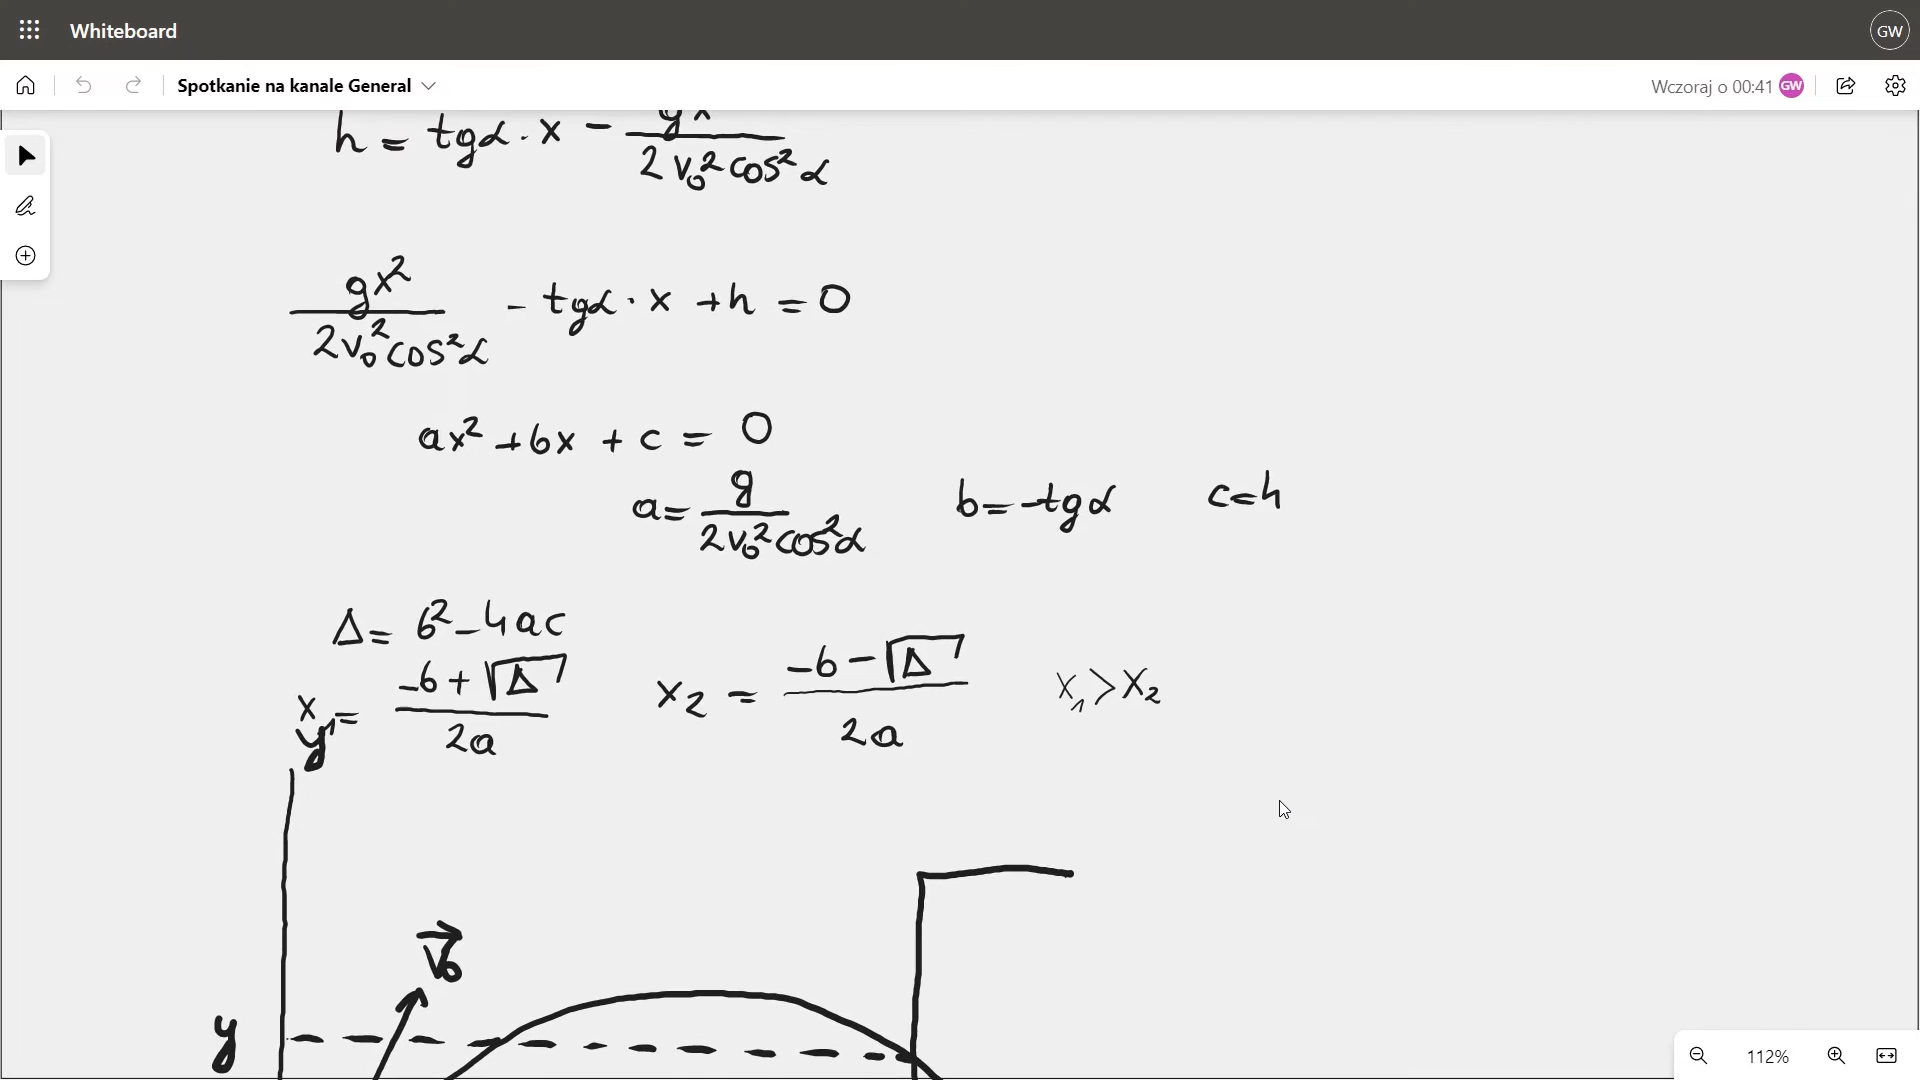 Whiteboard
GW
Spotkanie na kanale General
Wczoraj o 00:41 GW
h = tgα · x − gx / 2v₀²cos²α
gx² / 2v₀²cos²α − tgα · x + h = 0
ax² + bx + c = 0
a = g / 2v₀²cos²α b = −tgα c = h
Δ = b² − 4ac
x₁ = −b + √Δ / 2a x₂ = −b − √Δ / 2a x₁ > x₂
y
v₀
y
112%